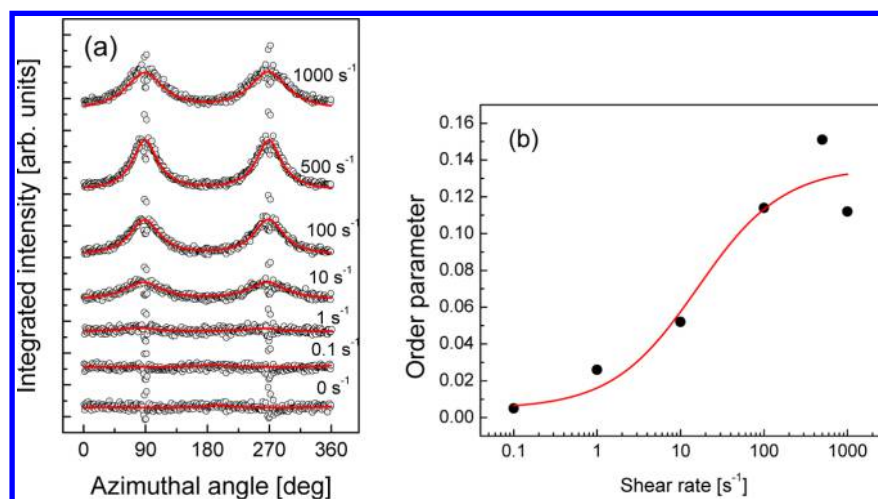 (a)
1000 s⁻¹
500 s⁻¹
100 s⁻¹
10 s⁻¹
1 s⁻¹
0.1 s⁻¹
0 s⁻¹
Integrated intensity [arb. units]
0 90 180 270 360
Azimuthal angle [deg]
(b)
0.16
0.14
0.12
0.10
0.08
0.06
0.04
0.02
0.00
Order parameter
0.1 1 10 100 1000
Shear rate [s⁻¹]